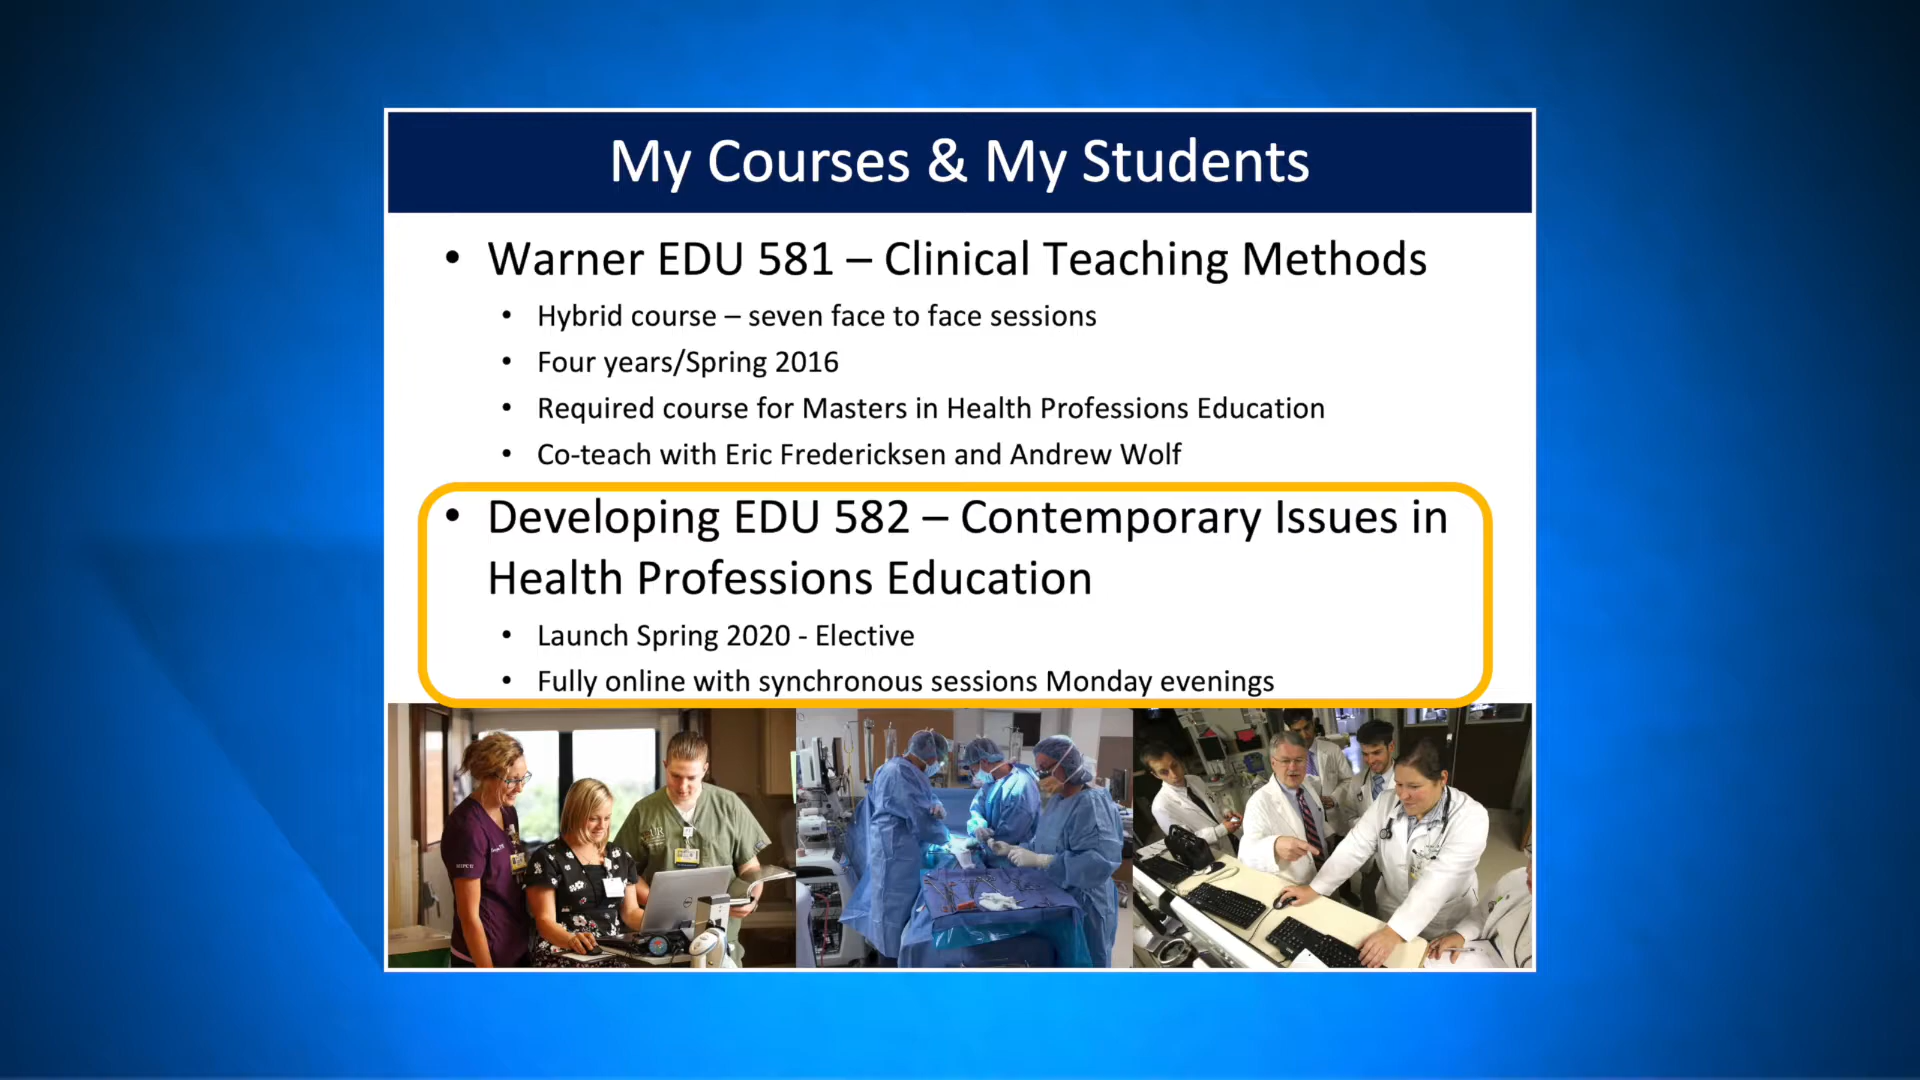 My Courses & My Students
• Warner EDU 581 – Clinical Teaching Methods
• Hybrid course – seven face to face sessions
• Four years/Spring 2016
• Required course for Masters in Health Professions Education
• Co-teach with Eric Fredericksen and Andrew Wolf
• Developing EDU 582 – Contemporary Issues in
Health Professions Education
• Launch Spring 2020 - Elective
• Fully online with synchronous sessions Monday evenings